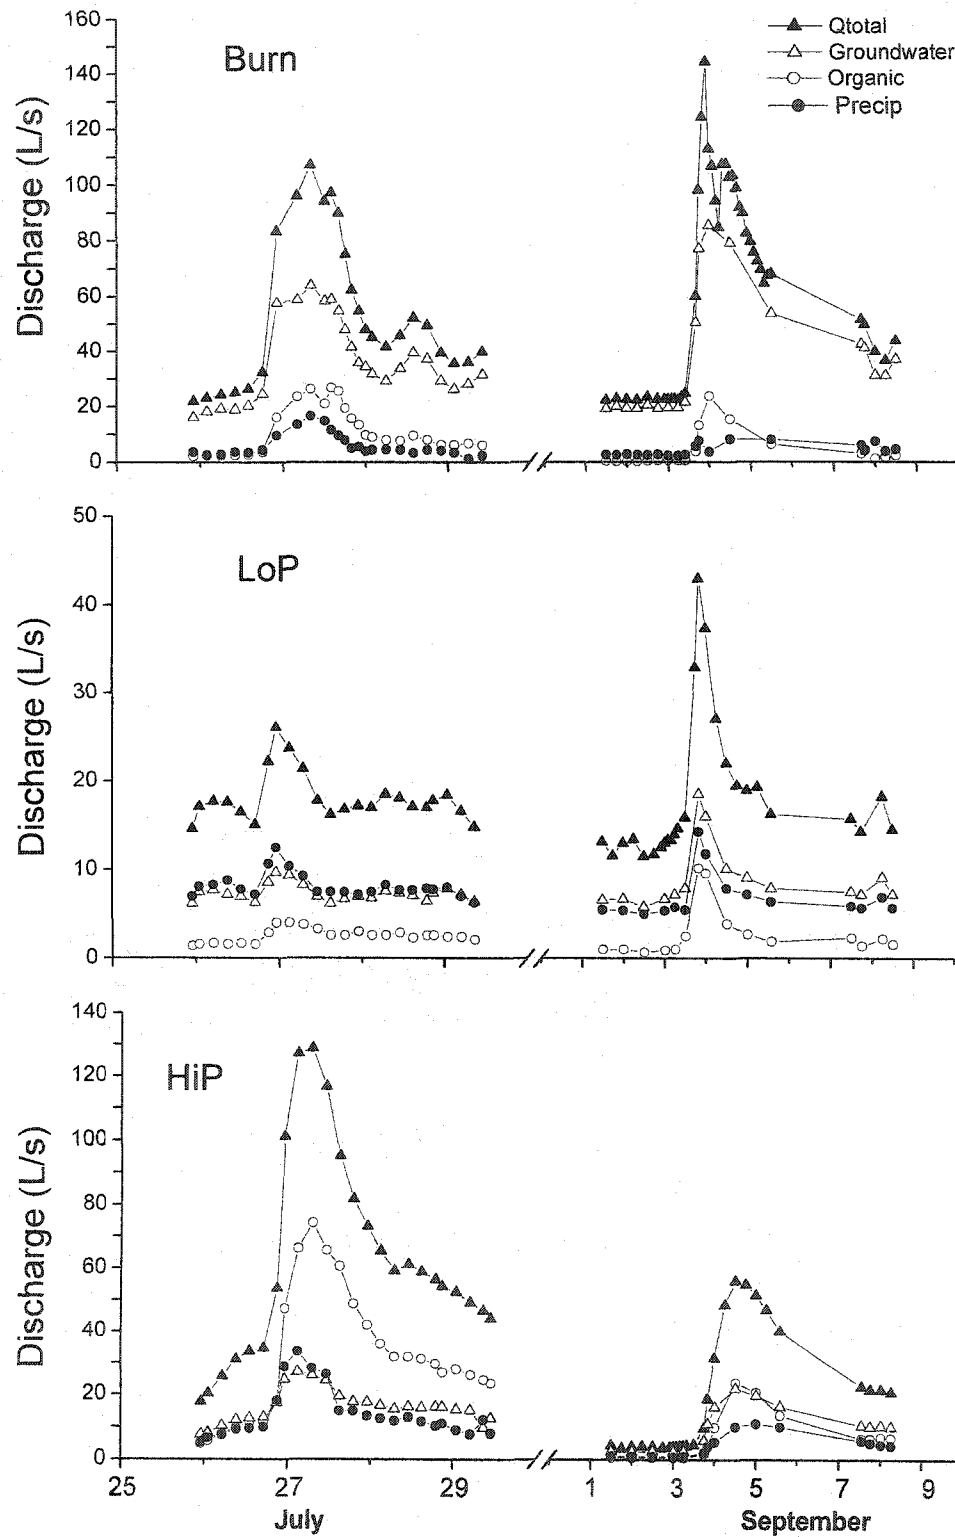 160
140
120
100
80
60
40
20
0
Discharge (L/s)
Burn
Qtotal
Groundwater
Organic
Precip
50
40
30
20
10
0
Discharge (L/s)
LoP
140
120
100
80
60
40
20
0
Discharge (L/s)
HiP
25 27 29 1 3 5 7 9
July September